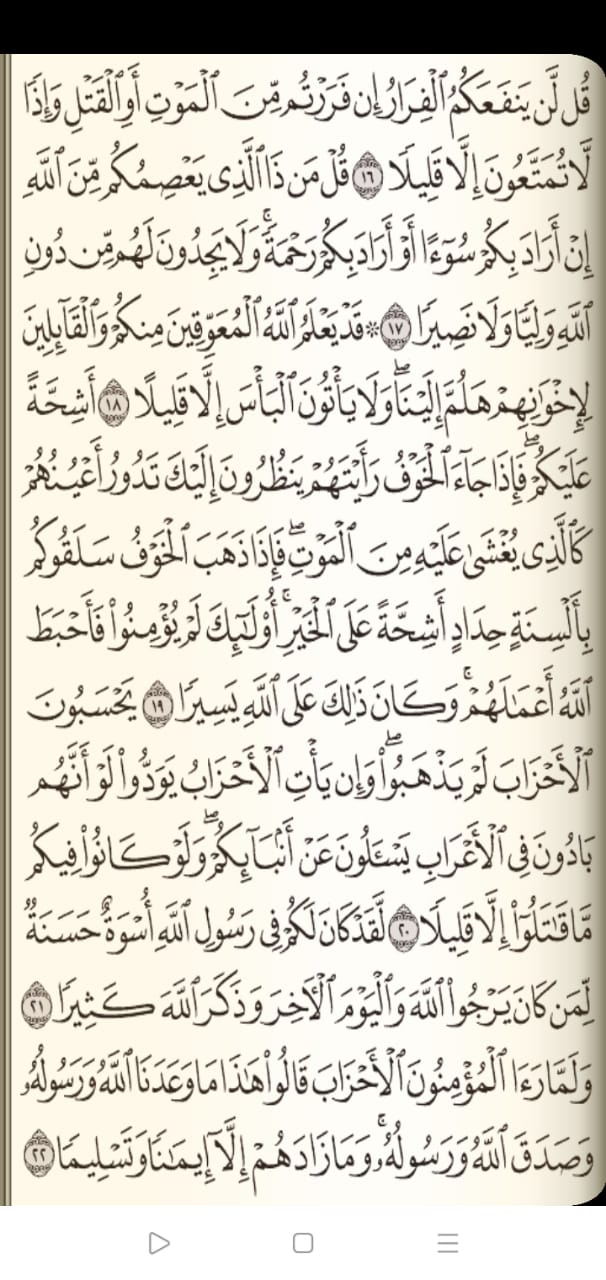 قُل لَّن يَنفَعَكُمُ ٱلْفِرَارُ إِن فَرَرْتُم مِّنَ ٱلْمَوْتِ أَوِ ٱلْقَتْلِ وَإِذًا
لَّا تُمَتَّعُونَ إِلَّا قَلِيلًا ١٦ قُلْ مَن ذَا ٱلَّذِى يَعْصِمُكُم مِّنَ ٱللَّهِ
إِنْ أَرَادَ بِكُمْ سُوٓءًا أَوْ أَرَادَ بِكُمْ رَحْمَةً ۚ وَلَا يَجِدُونَ لَهُم مِّن دُونِ
ٱللَّهِ وَلِيًّا وَلَا نَصِيرًا ١٧ ۞ قَدْ يَعْلَمُ ٱللَّهُ ٱلْمُعَوِّقِينَ مِنكُمْ وَٱلْقَآئِلِينَ
لِإِخْوَٰنِهِمْ هَلُمَّ إِلَيْنَا ۖ وَلَا يَأْتُونَ ٱلْبَأْسَ إِلَّا قَلِيلًا ١٨ أَشِحَّةً
عَلَيْكُمْ ۖ فَإِذَا جَآءَ ٱلْخَوْفُ رَأَيْتَهُمْ يَنظُرُونَ إِلَيْكَ تَدُورُ أَعْيُنُهُمْ
كَٱلَّذِى يُغْشَىٰ عَلَيْهِ مِنَ ٱلْمَوْتِ ۖ فَإِذَا ذَهَبَ ٱلْخَوْفُ سَلَقُوكُم
بِأَلْسِنَةٍ حِدَادٍ أَشِحَّةً عَلَى ٱلْخَيْرِ ۚ أُو۟لَٰٓئِكَ لَمْ يُؤْمِنُوا۟ فَأَحْبَطَ
ٱللَّهُ أَعْمَٰلَهُمْ ۚ وَكَانَ ذَٰلِكَ عَلَى ٱللَّهِ يَسِيرًا ١٩ يَحْسَبُونَ
ٱلْأَحْزَابَ لَمْ يَذْهَبُوا۟ ۖ وَإِن يَأْتِ ٱلْأَحْزَابُ يَوَدُّوا۟ لَوْ أَنَّهُم
بَادُونَ فِى ٱلْأَعْرَابِ يَسْـَٔلُونَ عَنْ أَنۢبَآئِكُمْ ۖ وَلَوْ كَانُوا۟ فِيكُم
مَّا قَٰتَلُوٓا۟ إِلَّا قَلِيلًا ٢٠ لَّقَدْ كَانَ لَكُمْ فِى رَسُولِ ٱللَّهِ أُسْوَةٌ حَسَنَةٌ
لِّمَن كَانَ يَرْجُوا۟ ٱللَّهَ وَٱلْيَوْمَ ٱلْءَاخِرَ وَذَكَرَ ٱللَّهَ كَثِيرًا ٢١
وَلَمَّا رَءَا ٱلْمُؤْمِنُونَ ٱلْأَحْزَابَ قَالُوا۟ هَٰذَا مَا وَعَدَنَا ٱللَّهُ وَرَسُولُهُۥ
وَصَدَقَ ٱللَّهُ وَرَسُولُهُۥ ۚ وَمَا زَادَهُمْ إِلَّآ إِيمَٰنًا وَتَسْلِيمًا ٢٢